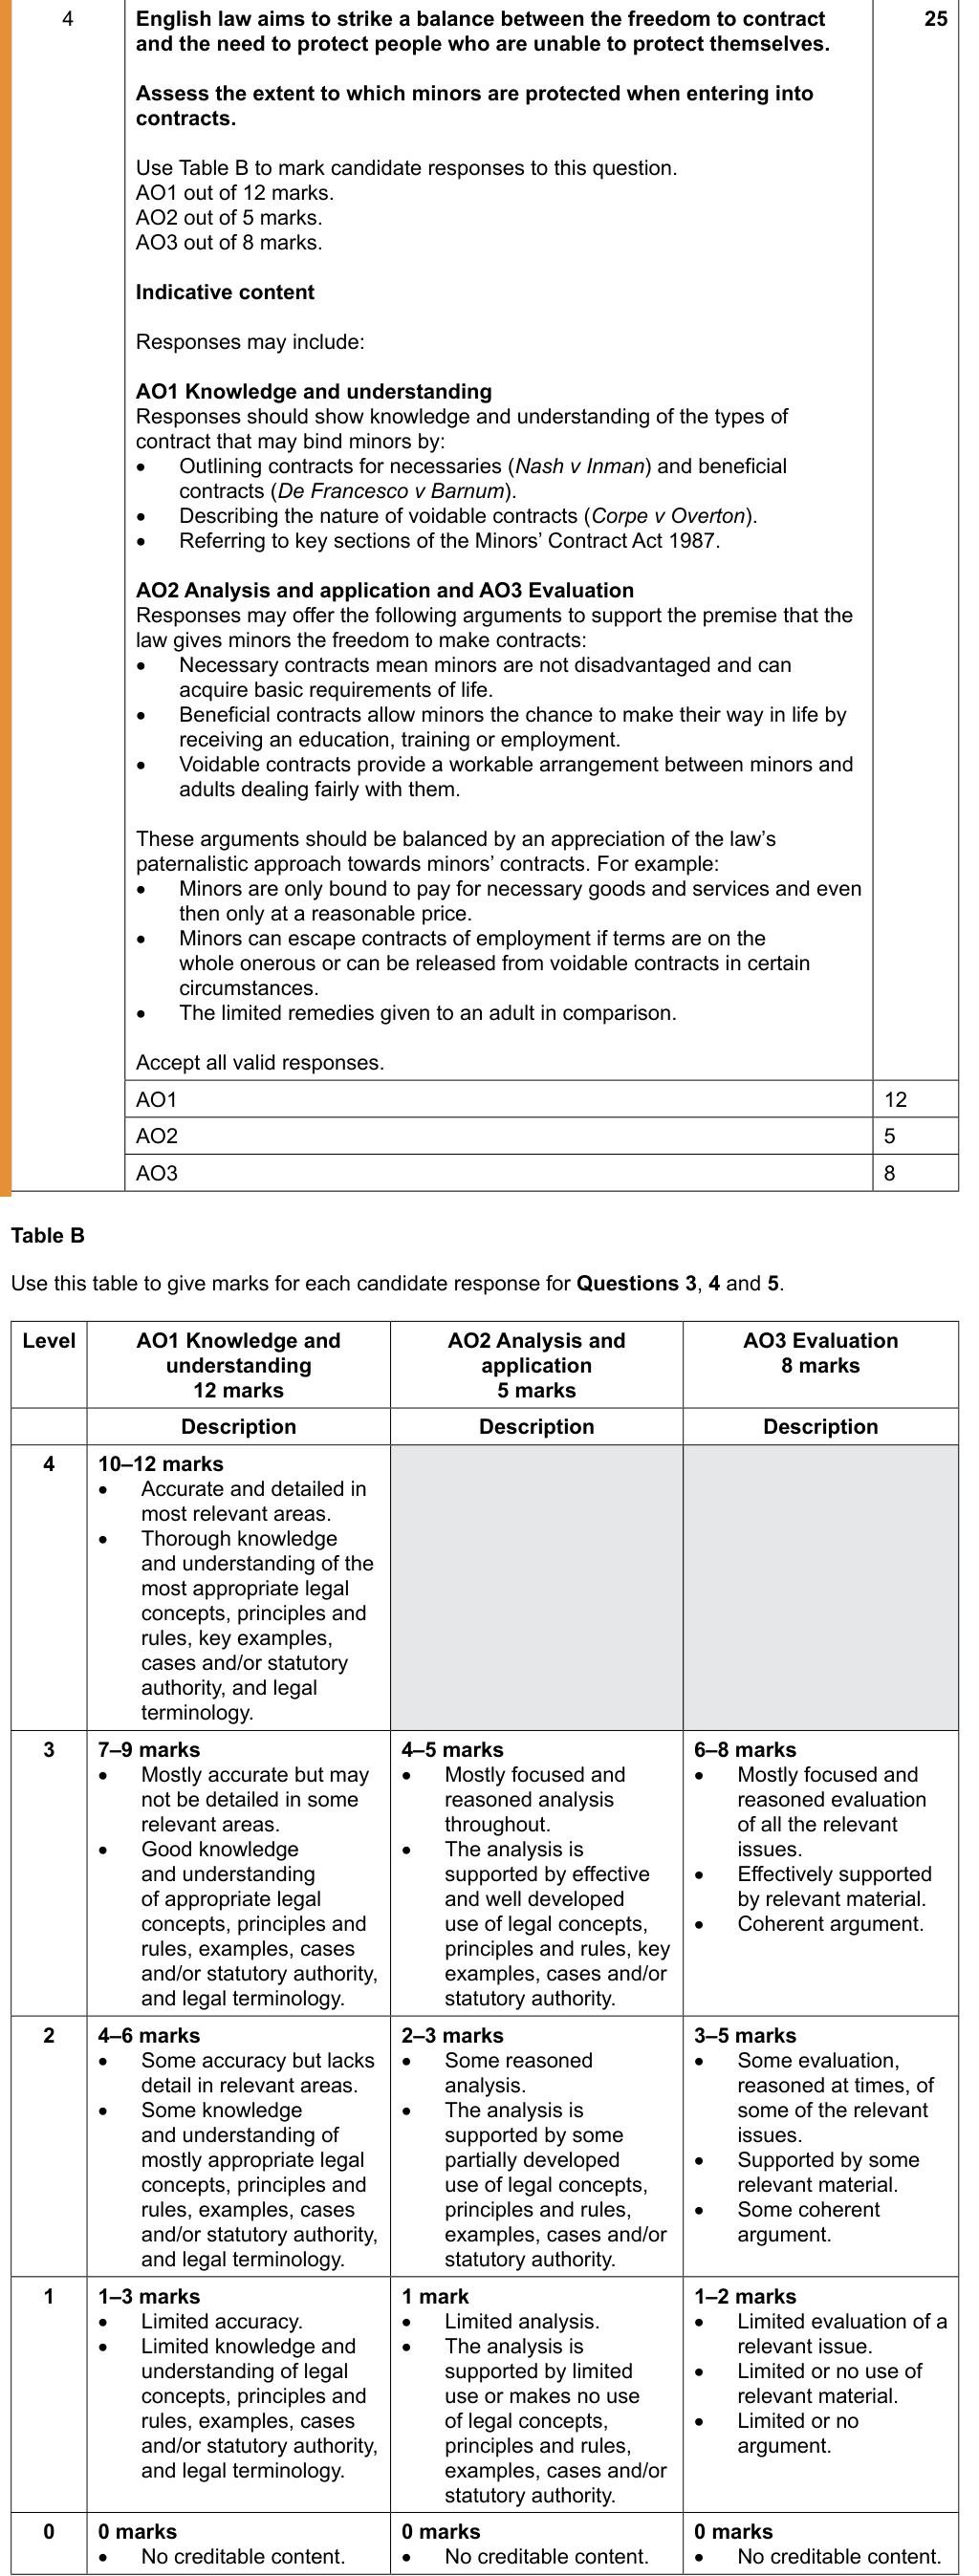 4
English law aims to strike a balance between the freedom to contract
and the need to protect people who are unable to protect themselves.
25
Assess the extent to which minors are protected when entering into
contracts.
Use Table B to mark candidate responses to this question.
AO1 out of 12 marks.
AO2 out of 5 marks.
AO3 out of 8 marks.
Indicative content
Responses may include:
AO1 Knowledge and understanding
Responses should show knowledge and understanding of the types of
contract that may bind minors by:
• Outlining contracts for necessaries (Nash v Inman) and beneficial
contracts (De Francesco v Barnum).
• Describing the nature of voidable contracts (Corpe v Overton).
• Referring to key sections of the Minors' Contract Act 1987.
AO2 Analysis and application and AO3 Evaluation
Responses may offer the following arguments to support the premise that the
law gives minors the freedom to make contracts:
• Necessary contracts mean minors are not disadvantaged and can
acquire basic requirements of life.
• Beneficial contracts allow minors the chance to make their way in life by
receiving an education, training or employment.
• Voidable contracts provide a workable arrangement between minors and
adults dealing fairly with them.
These arguments should be balanced by an appreciation of the law's
paternalistic approach towards minors' contracts. For example:
• Minors are only bound to pay for necessary goods and services and even
then only at a reasonable price.
• Minors can escape contracts of employment if terms are on the
whole onerous or can be released from voidable contracts in certain
circumstances.
• The limited remedies given to an adult in comparison.
Accept all valid responses.
AO1 12
AO2 5
AO3 8
Table B
Use this table to give marks for each candidate response for Questions 3, 4 and 5.
Level
AO1 Knowledge and
understanding
12 marks
AO2 Analysis and
application
5 marks
AO3 Evaluation
8 marks
Description
Description
Description
4
10–12 marks
• Accurate and detailed in
most relevant areas.
• Thorough knowledge
and understanding of the
most appropriate legal
concepts, principles and
rules, key examples,
cases and/or statutory
authority, and legal
terminology.
3
7–9 marks
• Mostly accurate but may
not be detailed in some
relevant areas.
• Good knowledge
and understanding
of appropriate legal
concepts, principles and
rules, examples, cases
and/or statutory authority,
and legal terminology.
4–5 marks
• Mostly focused and
reasoned analysis
throughout.
• The analysis is
supported by effective
and well developed
use of legal concepts,
principles and rules, key
examples, cases and/or
statutory authority.
6–8 marks
• Mostly focused and
reasoned evaluation
of all the relevant
issues.
• Effectively supported
by relevant material.
• Coherent argument.
2
4–6 marks
• Some accuracy but lacks
detail in relevant areas.
• Some knowledge
and understanding of
mostly appropriate legal
concepts, principles and
rules, examples, cases
and/or statutory authority,
and legal terminology.
2–3 marks
• Some reasoned
analysis.
• The analysis is
supported by some
partially developed
use of legal concepts,
principles and rules,
examples, cases and/or
statutory authority.
3–5 marks
• Some evaluation,
reasoned at times, of
some of the relevant
issues.
• Supported by some
relevant material.
• Some coherent
argument.
1
1–3 marks
• Limited accuracy.
• Limited knowledge and
understanding of legal
concepts, principles and
rules, examples, cases
and/or statutory authority,
and legal terminology.
1 mark
• Limited analysis.
• The analysis is
supported by limited
use or makes no use
of legal concepts,
principles and rules,
examples, cases and/or
statutory authority.
1–2 marks
• Limited evaluation of a
relevant issue.
• Limited or no use of
relevant material.
• Limited or no
argument.
0
0 marks
• No creditable content.
0 marks
• No creditable content.
0 marks
• No creditable content.